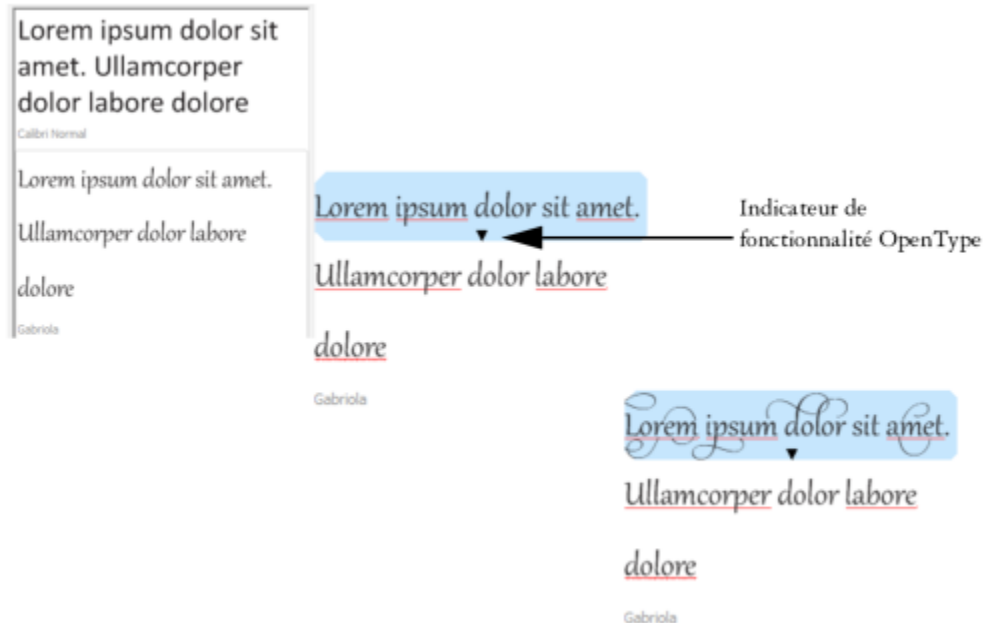 Lorem ipsum dolor sit
amet. Ullamcorper
dolor labore dolore
Calibri Normal
Lorem ipsum dolor sit amet.
Ullamcorper dolor labore
dolore
Gabriola
Lorem ipsum dolor sit amet.
Ullamcorper dolor labore
dolore
Gabriola
Indicateur de
fonctionnalité OpenType
Lorem ipsum dolor sit amet.
Ullamcorper dolor labore
dolore
Gabriola